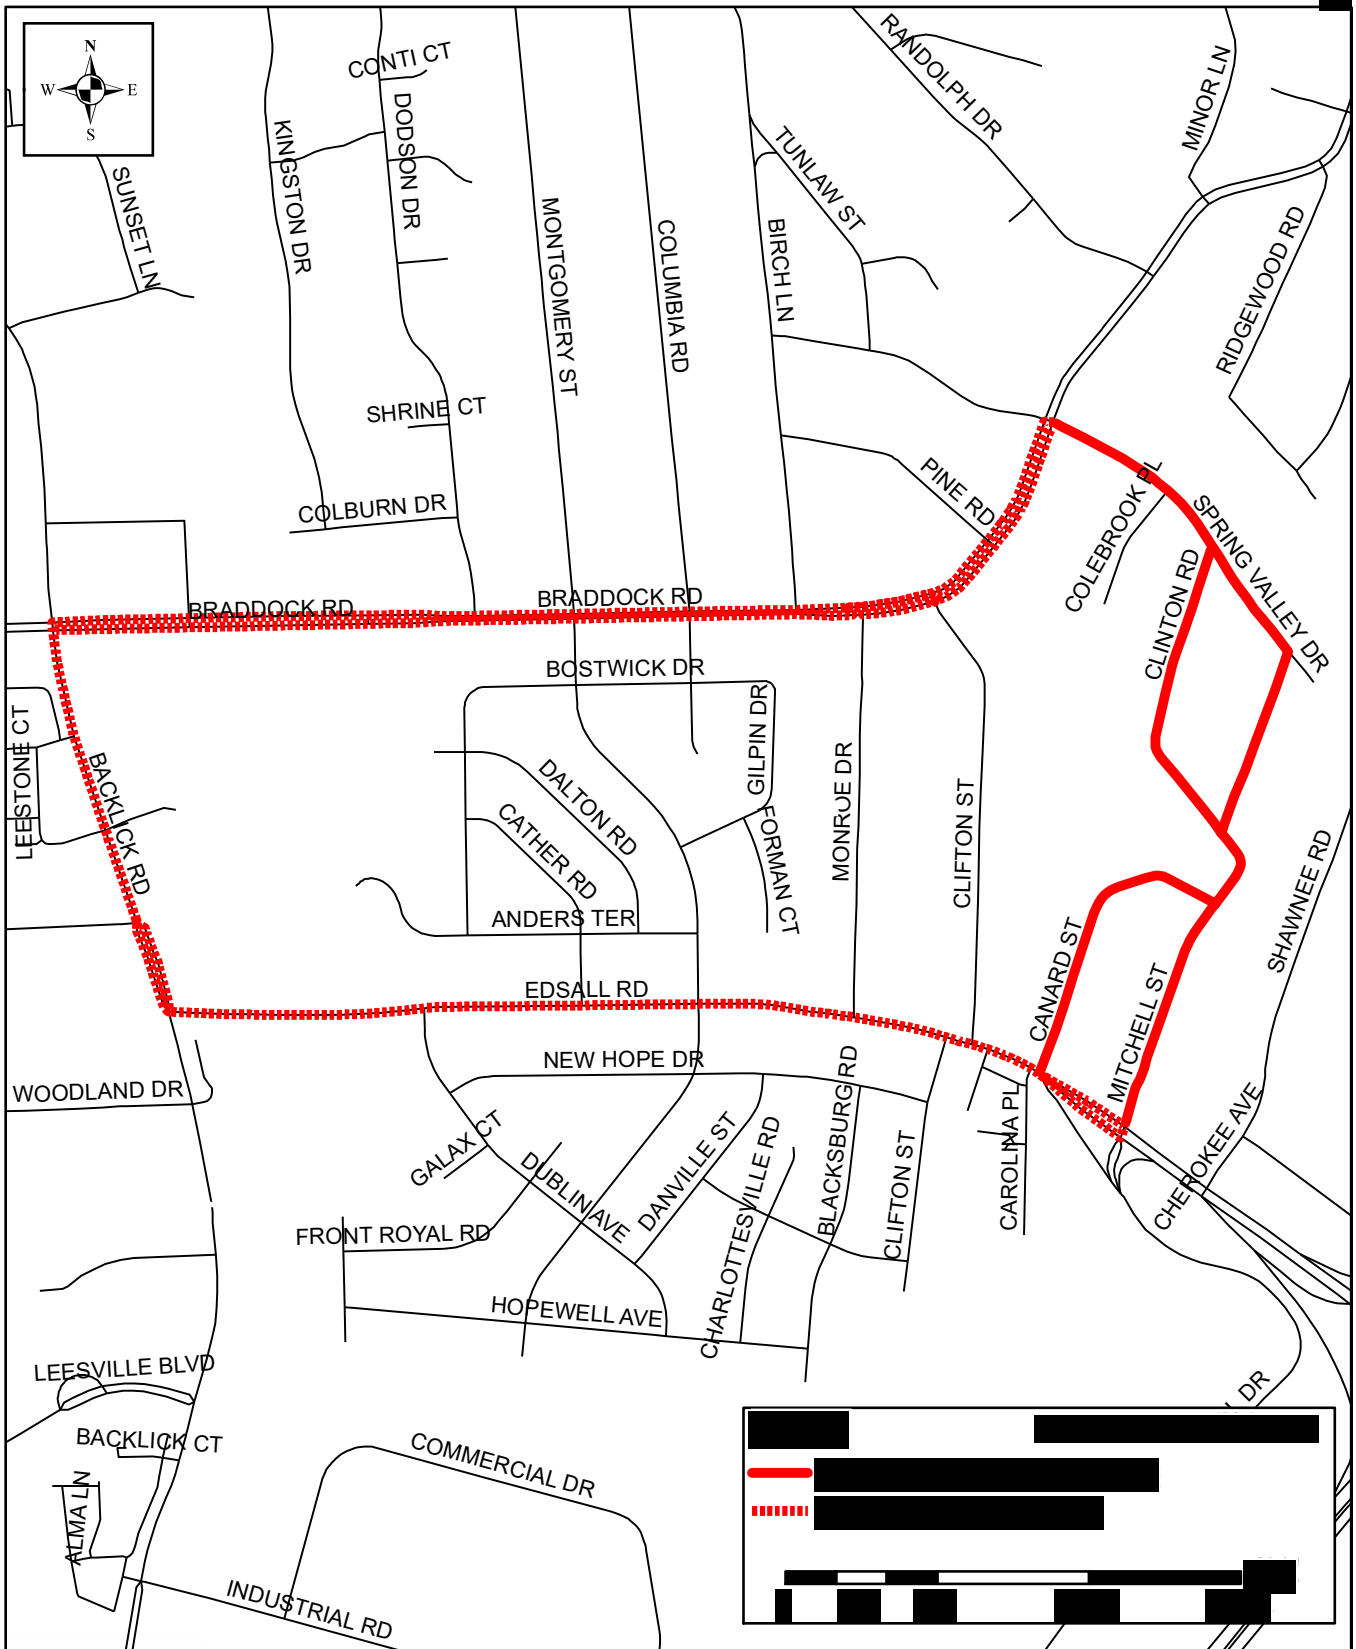 N
W E
S
CONTI CT
RANDOLPH DR
MINOR LN
KINGSTON DR
DODSON DR
TUNLAW ST
SUNSET LN
MONTGOMERY ST
COLUMBIA RD
BIRCH LN
RIDGEWOOD RD
SHRINE CT
COLBURN DR
PINE RD
COLEBROOK PL
SPRING VALLEY DR
CLINTON RD
BRADDOCK RD
BRADDOCK RD
BOSTWICK DR
GILPIN DR
LEESTONE CT
BACKLICK RD
DALTON RD
CATHER RD
FORMAN CT
MONROE DR
CLIFTON ST
SHAWNEE RD
ANDERS TER
CANARD ST
MITCHELL ST
EDSALL RD
NEW HOPE DR
WOODLAND DR
GALAX CT
DUBLIN AVE
DANVILLE ST
CHARLOTTESVILLE RD
BLACKSBURG RD
CLIFTON ST
CAROLINA PL
CHEROKEE AVE
FRONT ROYAL RD
HOPEWELL AVE
LEESVILLE BLVD
DR
BACKLICK CT
COMMERCIAL DR
ALMA LN
INDUSTRIAL RD